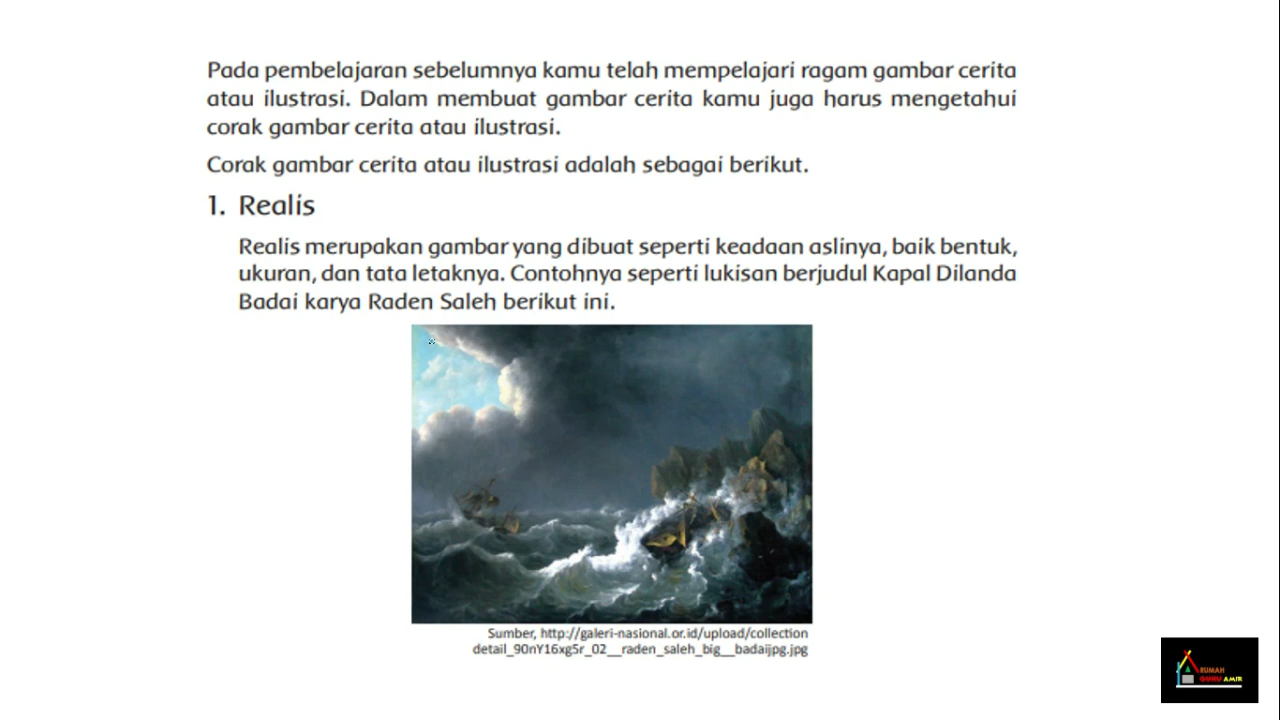 Pada pembelajaran sebelumnya kamu telah mempelajari ragam gambar cerita
atau ilustrasi. Dalam membuat gambar cerita kamu juga harus mengetahui
corak gambar cerita atau ilustrasi.
Corak gambar cerita atau ilustrasi adalah sebagai berikut.
1. Realis
Realis merupakan gambar yang dibuat seperti keadaan aslinya, baik bentuk,
ukuran, dan tata letaknya. Contohnya seperti lukisan berjudul Kapal Dilanda
Badai karya Raden Saleh berikut ini.
Sumber, http://galeri-nasional.or.id/upload/collection
detail_90nY16xg5r_02__raden_saleh_big__badaijpg.jpg
RUMAH
GURU AMIR